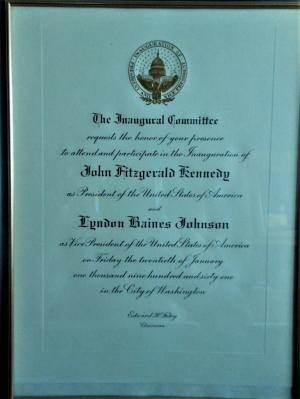 The Inaugural Committee
requests the honor of your presence
to attend and participate in the Inauguration of
John Fitzgerald Kennedy
as President of the United States of America
and
Lyndon Baines Johnson
as Vice President of the United States of America
on Friday the twentieth of January
one thousand nine hundred and sixty one
in the City of Washington
Edward H. Foley
Chairman